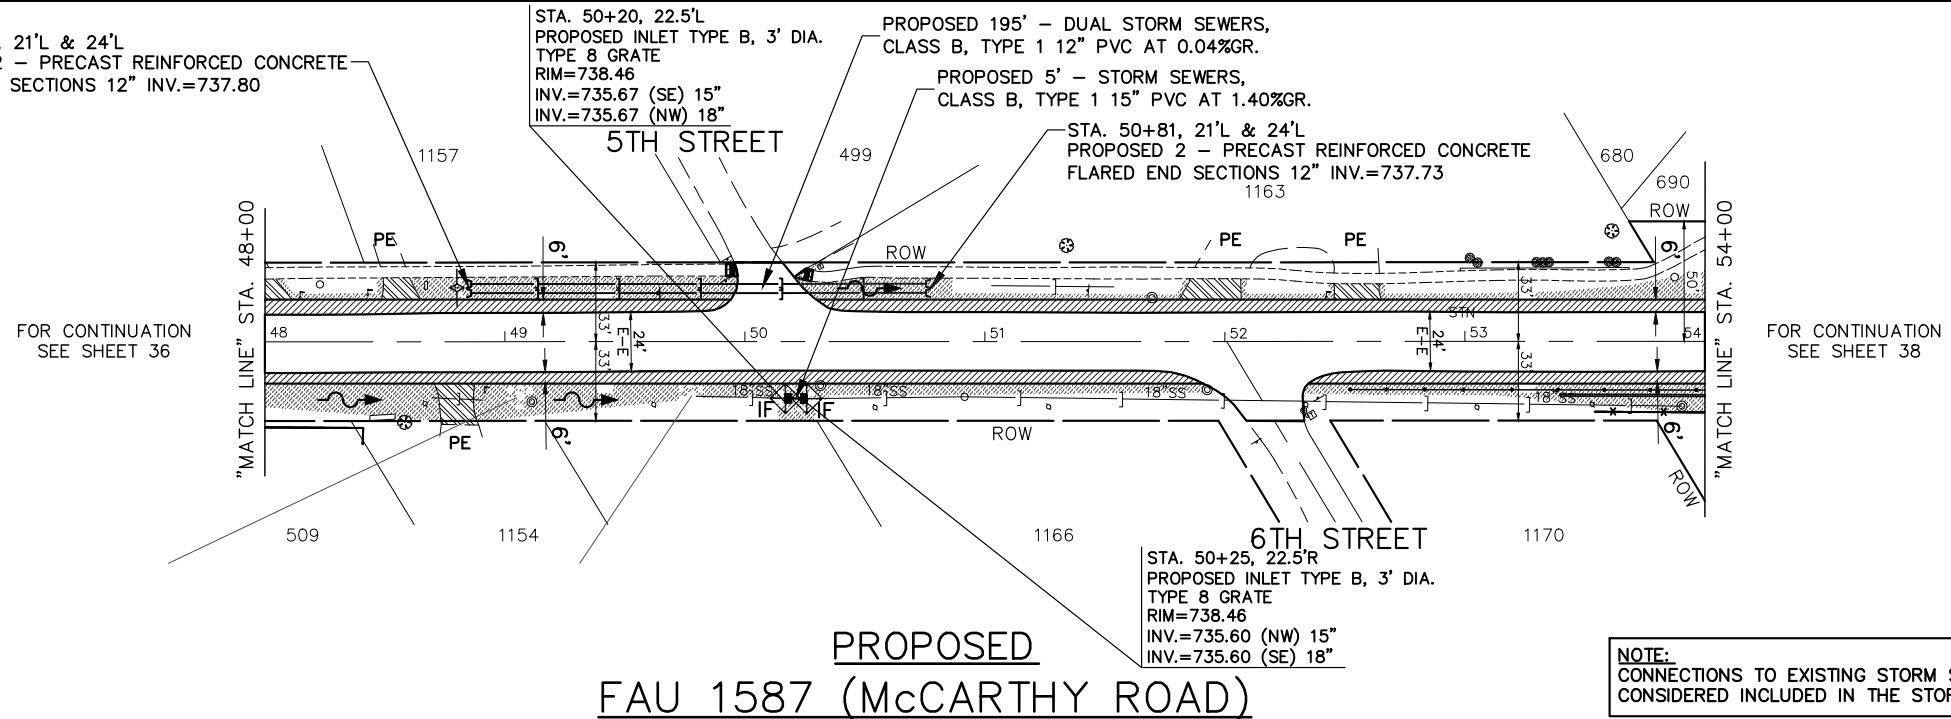 21'L & 24'L
– PRECAST REINFORCED CONCRETE
SECTIONS 12" INV.=737.80
STA. 50+20, 22.5'L
PROPOSED INLET TYPE B, 3' DIA.
TYPE 8 GRATE
RIM=738.46
INV.=735.67 (SE) 15"
INV.=735.67 (NW) 18"
PROPOSED 195' – DUAL STORM SEWERS,
CLASS B, TYPE 1 12" PVC AT 0.04%GR.
PROPOSED 5' – STORM SEWERS,
CLASS B, TYPE 1 15" PVC AT 1.40%GR.
STA. 50+81, 21'L & 24'L
PROPOSED 2 – PRECAST REINFORCED CONCRETE
FLARED END SECTIONS 12" INV.=737.73
5TH STREET
1157
499
1163
680
690
ROW
ROW
PE
PE
PE
6'
6'
"MATCH LINE" STA. 48+00
"MATCH LINE" STA. 54+00
FOR CONTINUATION
SEE SHEET 36
FOR CONTINUATION
SEE SHEET 38
48
49
50
51
52
53
54
STN
33'
33'
24'
E-E
24'
E-E
33'
33'
50'
18"SS
18"SS
18"SS
18"SS
IF
IF
PE
6'
6'
ROW
ROW
509
1154
1166
1170
6TH STREET
STA. 50+25, 22.5'R
PROPOSED INLET TYPE B, 3' DIA.
TYPE 8 GRATE
RIM=738.46
INV.=735.60 (NW) 15"
INV.=735.60 (SE) 18"
PROPOSED
FAU 1587 (McCARTHY ROAD)
NOTE:
CONNECTIONS TO EXISTING STORM
CONSIDERED INCLUDED IN THE